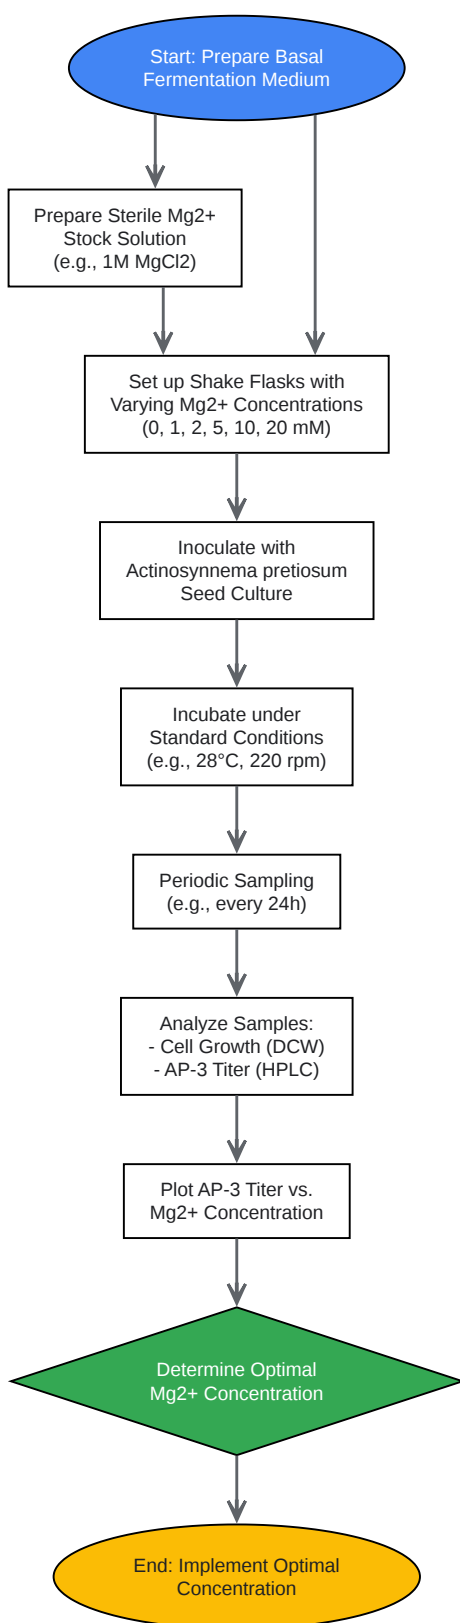 Start: Prepare Basal
Fermentation Medium
Prepare Sterile Mg2+
Stock Solution
(e.g., 1M MgCl2)
Set up Shake Flasks with
Varying Mg2+ Concentrations
(0, 1, 2, 5, 10, 20 mM)
Inoculate with
Actinosynnema pretiosum
Seed Culture
Incubate under
Standard Conditions
(e.g., 28°C, 220 rpm)
Periodic Sampling
(e.g., every 24h)
Analyze Samples:
- Cell Growth (DCW)
- AP-3 Titer (HPLC)
Plot AP-3 Titer vs.
Mg2+ Concentration
Determine Optimal
Mg2+ Concentration
End: Implement Optimal
Concentration